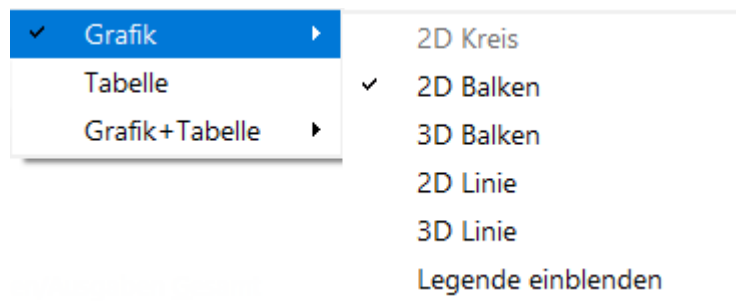 Grafik
Tabelle
Grafik+Tabelle
2D Kreis
2D Balken
3D Balken
2D Linie
3D Linie
Legende einblenden